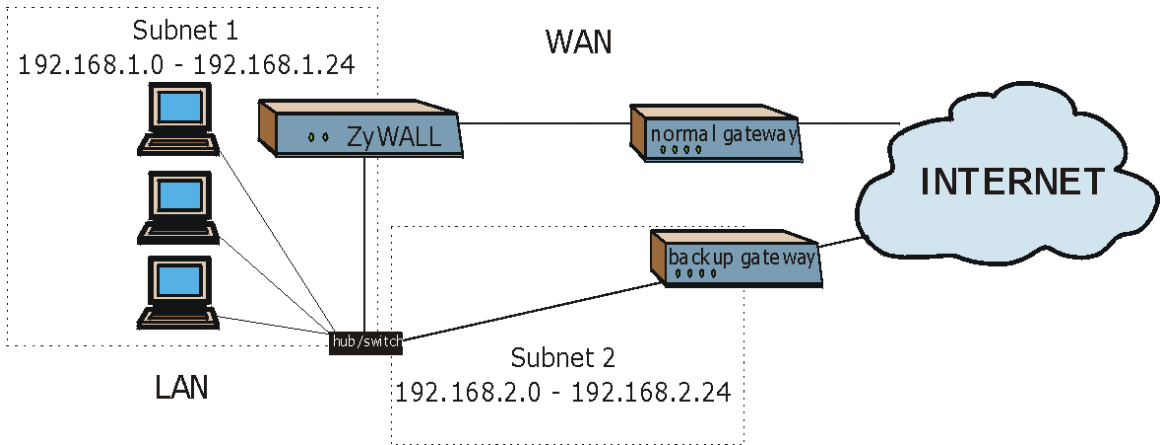 Subnet 1
192.168.1.0 - 192.168.1.24
WAN
ZyWALL
normal gateway
INTERNET
backup gateway
hub/switch
Subnet 2
192.168.2.0 - 192.168.2.24
LAN